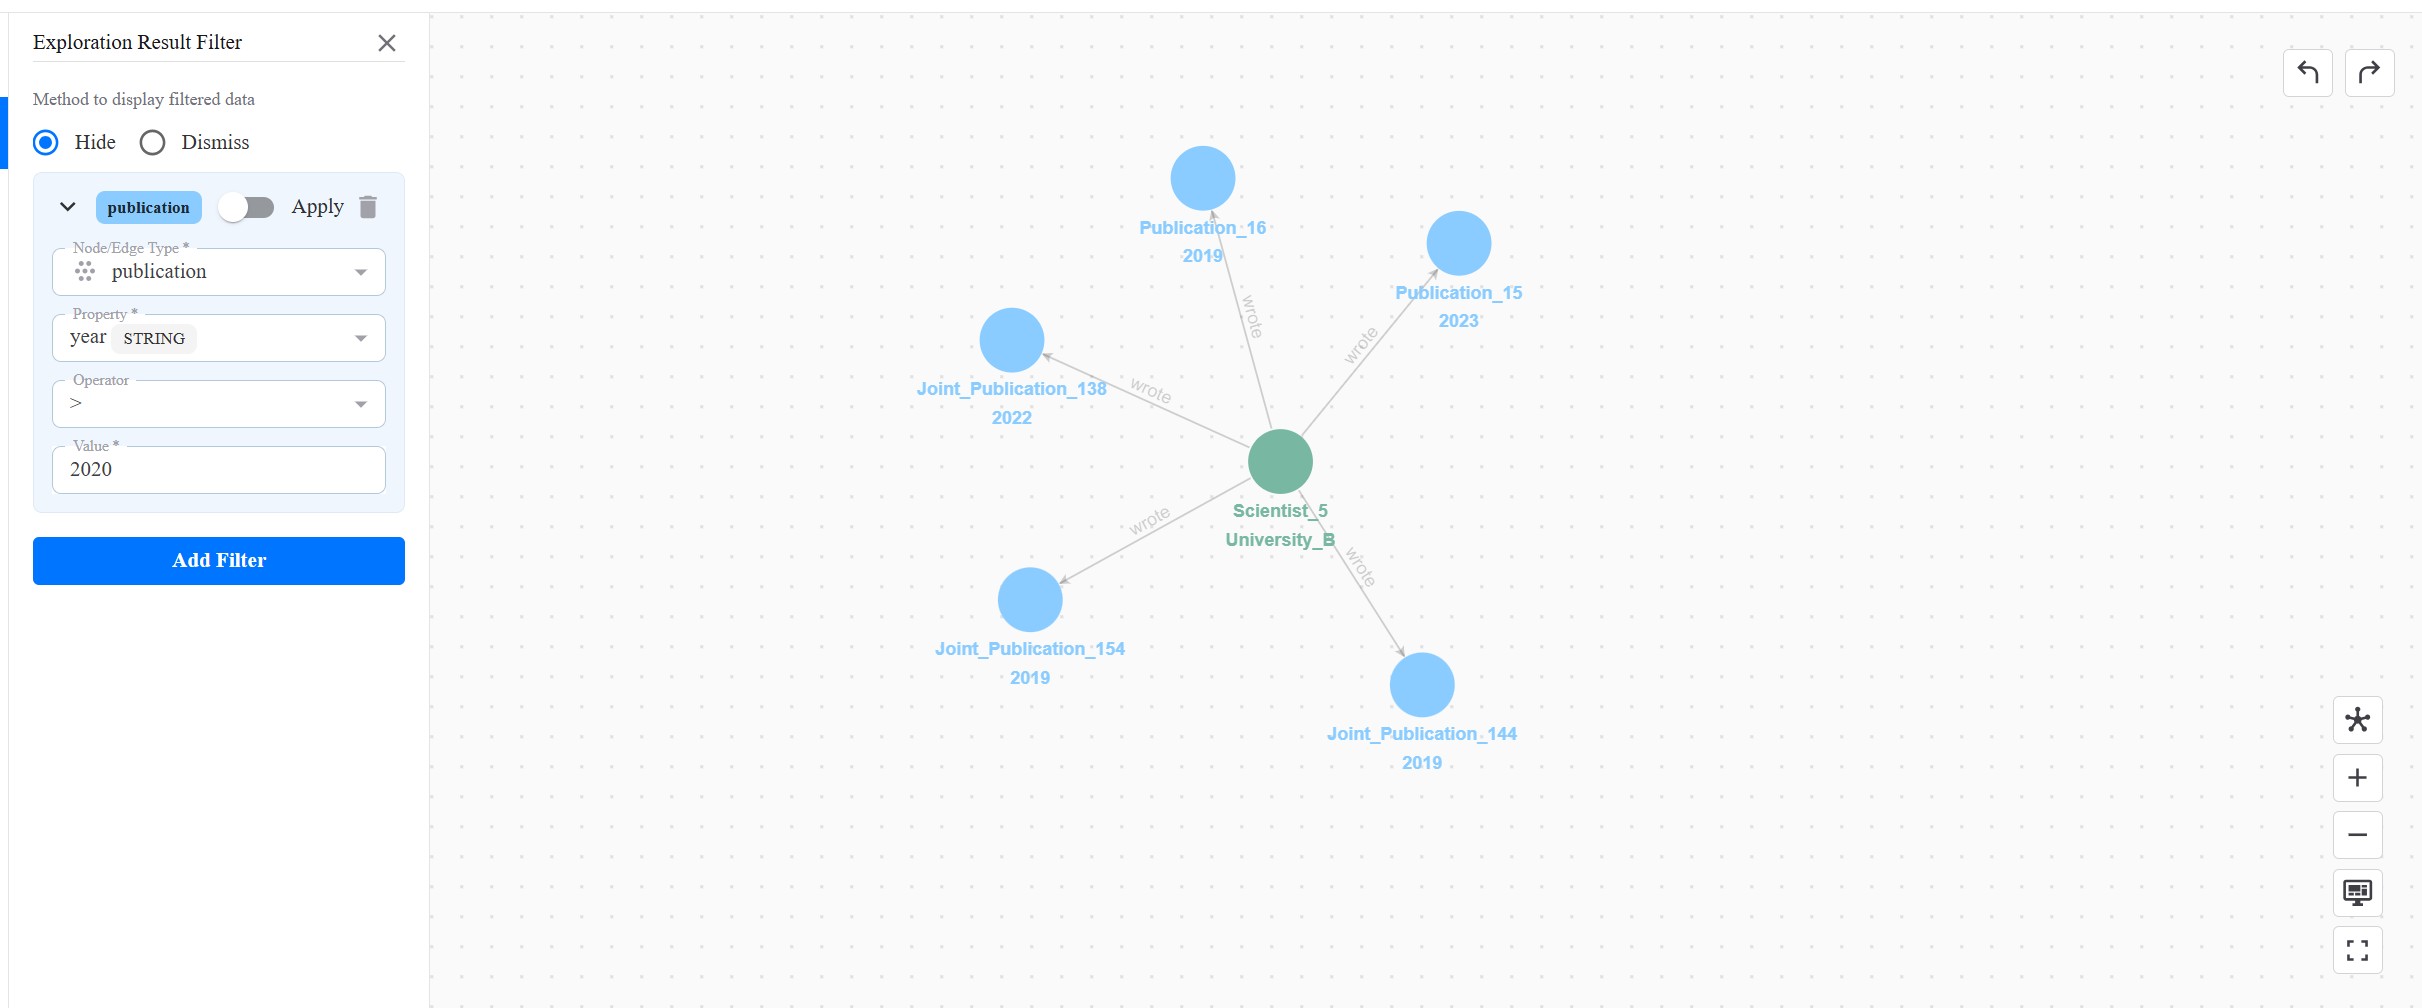 Exploration Result Filter
Method to display filtered data
Hide Dismiss
publication Apply
Node/Edge Type *
publication
Property *
year STRING
Operator
>
Value *
2020
Add Filter
Publication_16
2019
Publication_15
2023
Joint_Publication_138
2022
wrote
wrote
wrote
Scientist_5
University_B
wrote
wrote
Joint_Publication_154
2019
Joint_Publication_144
2019